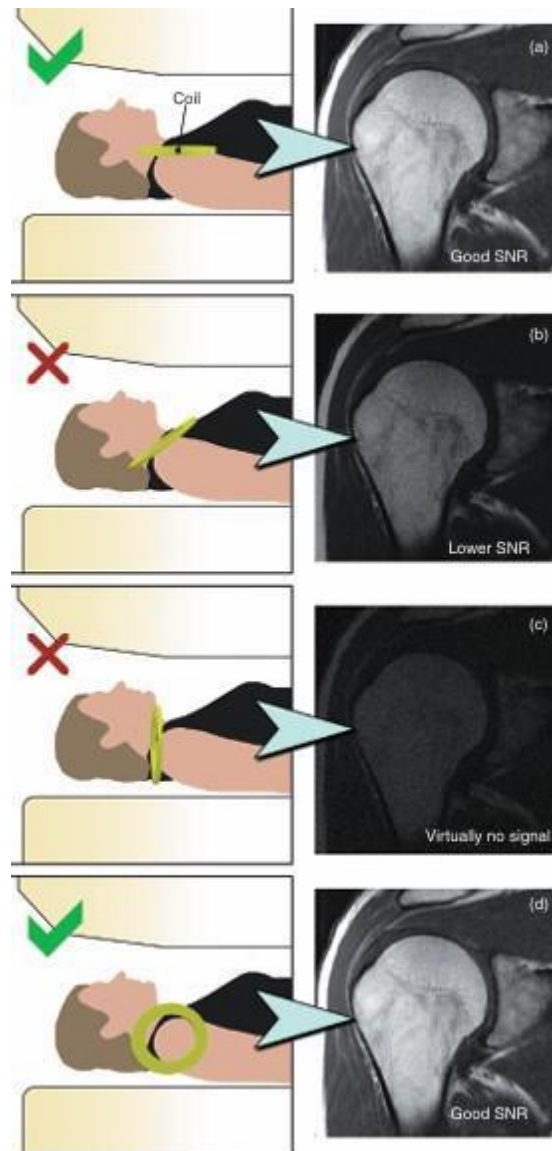 (a)
Coil
Good SNR
(b)
Lower SNR
(c)
Virtually no signal
(d)
Good SNR